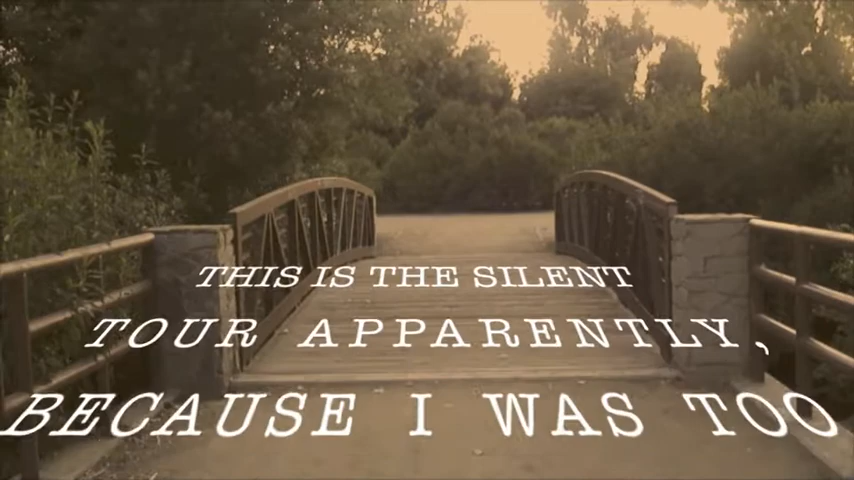 THIS IS THE SILENT
TOUR APPARENTLY,
BECAUSE I WAS TOO